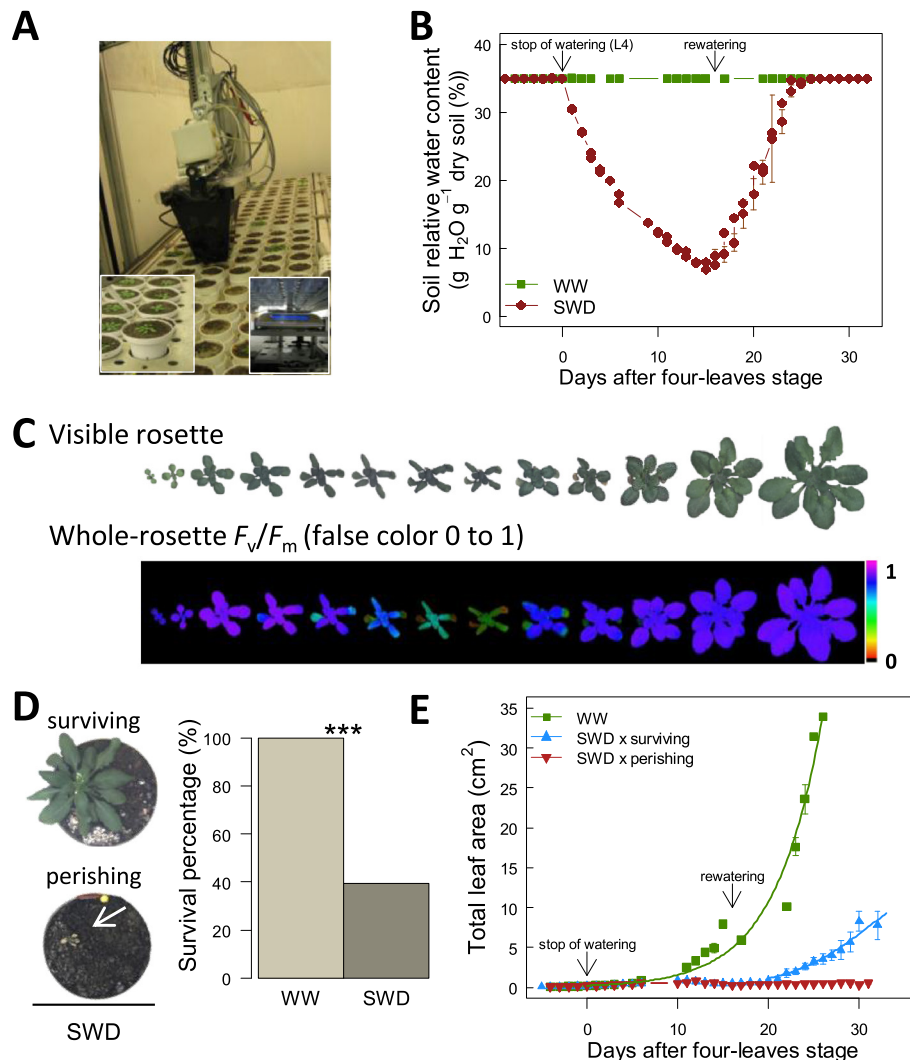 A
B
Soil relative water content
(g H₂O g⁻¹ dry soil (%))
40
30
20
10
0
stop of watering (L4)
rewatering
WW
SWD
0
10
20
30
Days after four-leaves stage
C
Visible rosette
Whole-rosette Fv/Fm (false color 0 to 1)
1
0
D
surviving
perishing
SWD
Survival percentage (%)
100
80
60
40
20
0
***
WW
SWD
E
Total leaf area (cm²)
35
30
25
20
15
10
5
0
WW
SWD x surviving
SWD x perishing
rewatering
stop of watering
0
10
20
30
Days after four-leaves stage